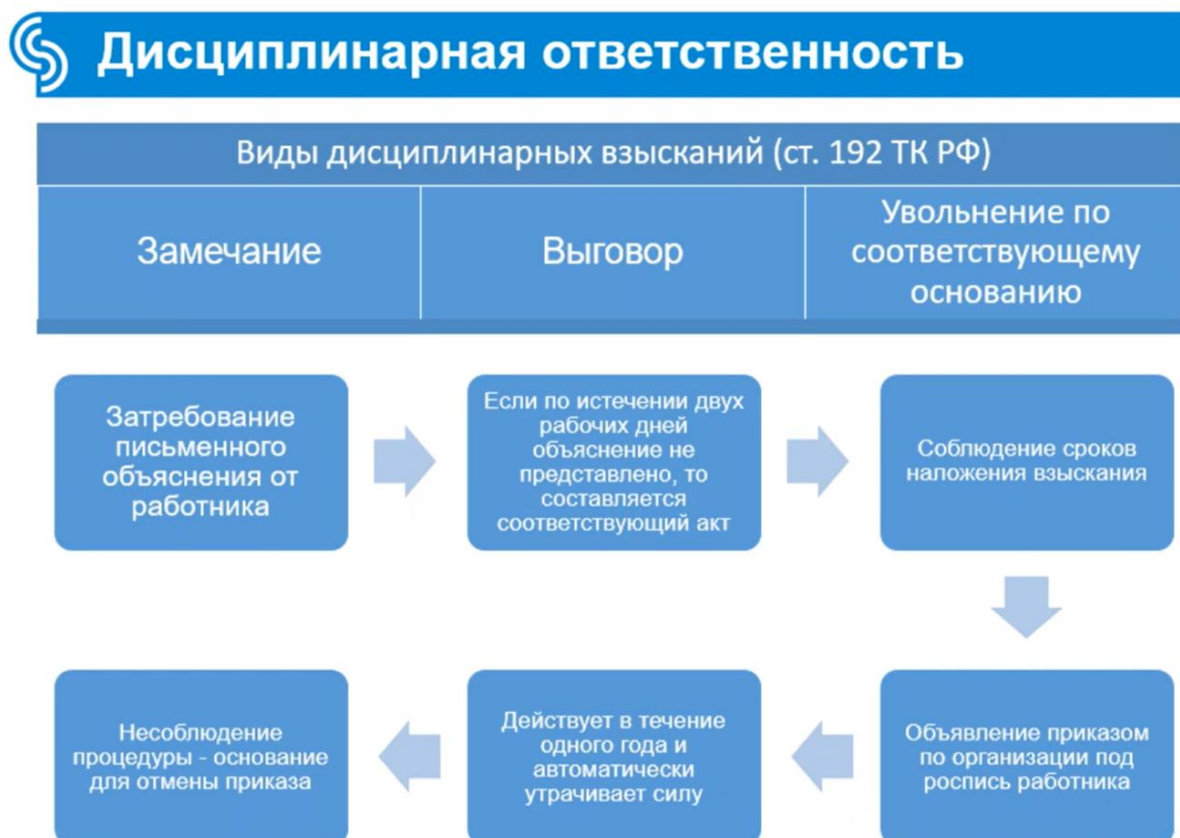 Дисциплинарная ответственность
Виды дисциплинарных взысканий (ст. 192 ТК РФ)
Замечание
Выговор
Увольнение по
соответствующему
основанию
Затребование
письменного
объяснения от
работника
Если по истечении двух
рабочих дней
объяснение не
представлено, то
составляется
соответствующий акт
Соблюдение сроков
наложения взыскания
Объявление приказом
по организации под
роспись работника
Действует в течение
одного года и
автоматически
утрачивает силу
Несоблюдение
процедуры - основание
для отмены приказа